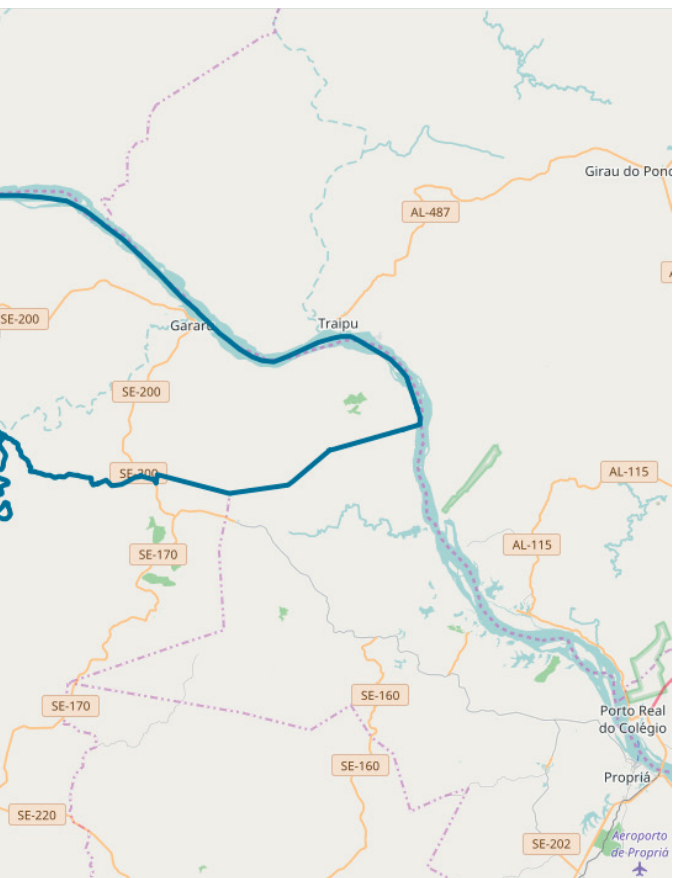 Girau do Ponc
AL-487
SE-200
Gararu
Traipu
SE-200
SE-200
AL-115
AL-115
SE-170
SE-160
SE-170
Porto Real
do Colégio
SE-160
Propriá
SE-220
SE-202
Aeroporto
de Propriá